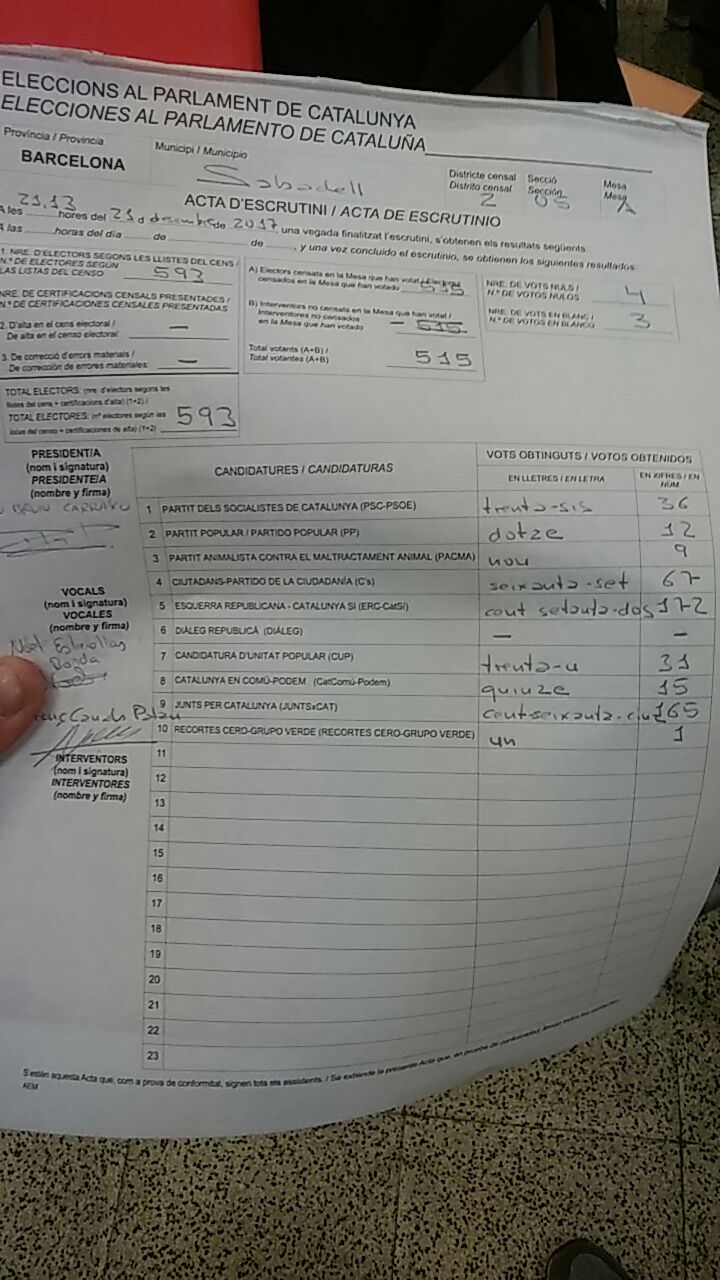 ELECCIONS AL PARLAMENT DE CATALUNYA
ELECCIONES AL PARLAMENTO DE CATALUÑA
Província / Provincia
BARCELONA
Municipi / Municipio
Sabadell
Districte censal
Distrito censal 2
Secció
Sección 05
Mesa
Mesa A
ACTA D'ESCRUTINI / ACTA DE ESCRUTINIO
A les 21,13 hores del 21 d desembre de 2017, una vegada finalitzat l'escrutini, s'obtenen els resultats següents:
A las ........ horas del día ........ de ........ de ........, y una vez concluido el escrutinio, se obtienen los siguientes resultados:
1. NRE. D'ELECTORS SEGONS LES LLISTES DEL CENS /
N.º DE ELECTORES SEGÚN
LAS LISTAS DEL CENSO 593
NRE. DE CERTIFICACIONS CENSALS PRESENTADES /
N.º DE CERTIFICACIONES CENSALES PRESENTADAS
2. D'alta en el cens electoral /
De alta en el censo electoral: —
3. De correcció d'errors materials /
De corrección de errores materiales: —
TOTAL ELECTORS: (nre. d'electors segons les
llistes del cens + certificacions d'alta) (1+2) /
TOTAL ELECTORES: (nº electores según las
listas del censo + certificaciones de alta) (1+2) 593
A) Electors censats en la Mesa que han votat / Electores
censados en la Mesa que han votado 515
B) Interventors no censats en la Mesa que han votat /
Interventores no censados
en la Mesa que han votado - 515
Total votants (A+B) /
Total votantes (A+B) 515
NRE. DE VOTS NULS /
N.º DE VOTOS NULOS 4
NRE. DE VOTS EN BLANC /
N.º DE VOTOS EN BLANCO 3
PRESIDENT/A
(nom i signatura)
PRESIDENTE/A
(nombre y firma)
BRUN CARRASCO
VOCALS
(nom i signatura)
VOCALES
(nombre y firma)
INTERVENTORS
(nom i signatura)
INTERVENTORES
(nombre y firma)
CANDIDATURES / CANDIDATURAS
VOTS OBTINGUTS / VOTOS OBTENIDOS
EN LLETRES / EN LETRA
EN XIFRES / EN NÚM.
1 PARTIT DELS SOCIALISTES DE CATALUNYA (PSC-PSOE) trenta-sis 36
2 PARTIT POPULAR / PARTIDO POPULAR (PP) dotze 12
3 PARTIT ANIMALISTA CONTRA EL MALTRACTAMENT ANIMAL (PACMA) nou 9
4 CIUTADANS-PARTIDO DE LA CIUDADANÍA (C's) seixanta-set 67
5 ESQUERRA REPUBLICANA - CATALUNYA SÍ (ERC-CatSí) cent setanta-dos 172
6 DIÀLEG REPUBLICÀ (DIÀLEG) — -
7 CANDIDATURA D'UNITAT POPULAR (CUP) trenta-u 31
8 CATALUNYA EN COMÚ-PODEM (CatComú-Podem) quinze 15
9 JUNTS PER CATALUNYA (JUNTSxCAT) cent-seixanta-cinc 165
10 RECORTES CERO-GRUPO VERDE (RECORTES CERO-GRUPO VERDE) un 1
11
12
13
14
15
16
17
18
19
20
21
22
23
S'estén aquesta Acta que, com a prova de conformitat, signen tots els assistents. / Se extiende la presente Acta que, en prueba de conformidad, firman todos los asistentes.
AEM